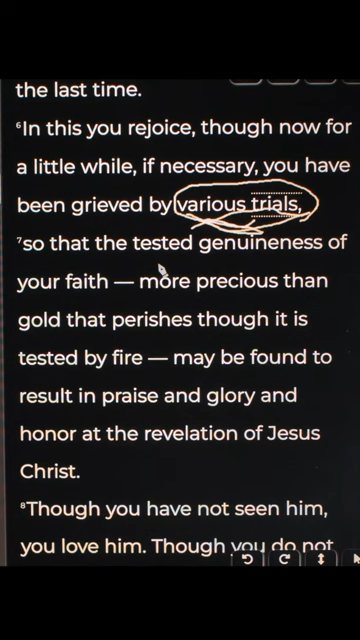 the last time.
⁶In this you rejoice, though now for
a little while, if necessary, you have
been grieved by various trials,
⁷so that the tested genuineness of
your faith — more precious than
gold that perishes though it is
tested by fire — may be found to
result in praise and glory and
honor at the revelation of Jesus
Christ.
⁸Though you have not seen him,
you love him. Though you do not